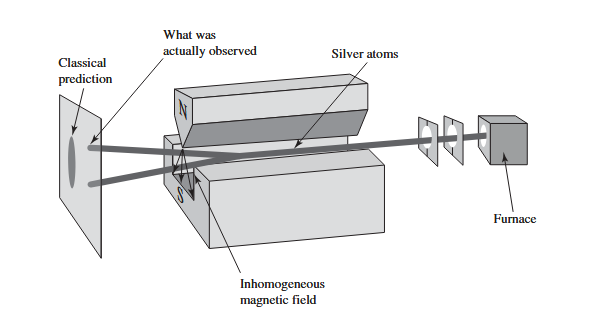 What was
actually observed
Classical
prediction
Silver atoms
N
S
Furnace
Inhomogeneous
magnetic field